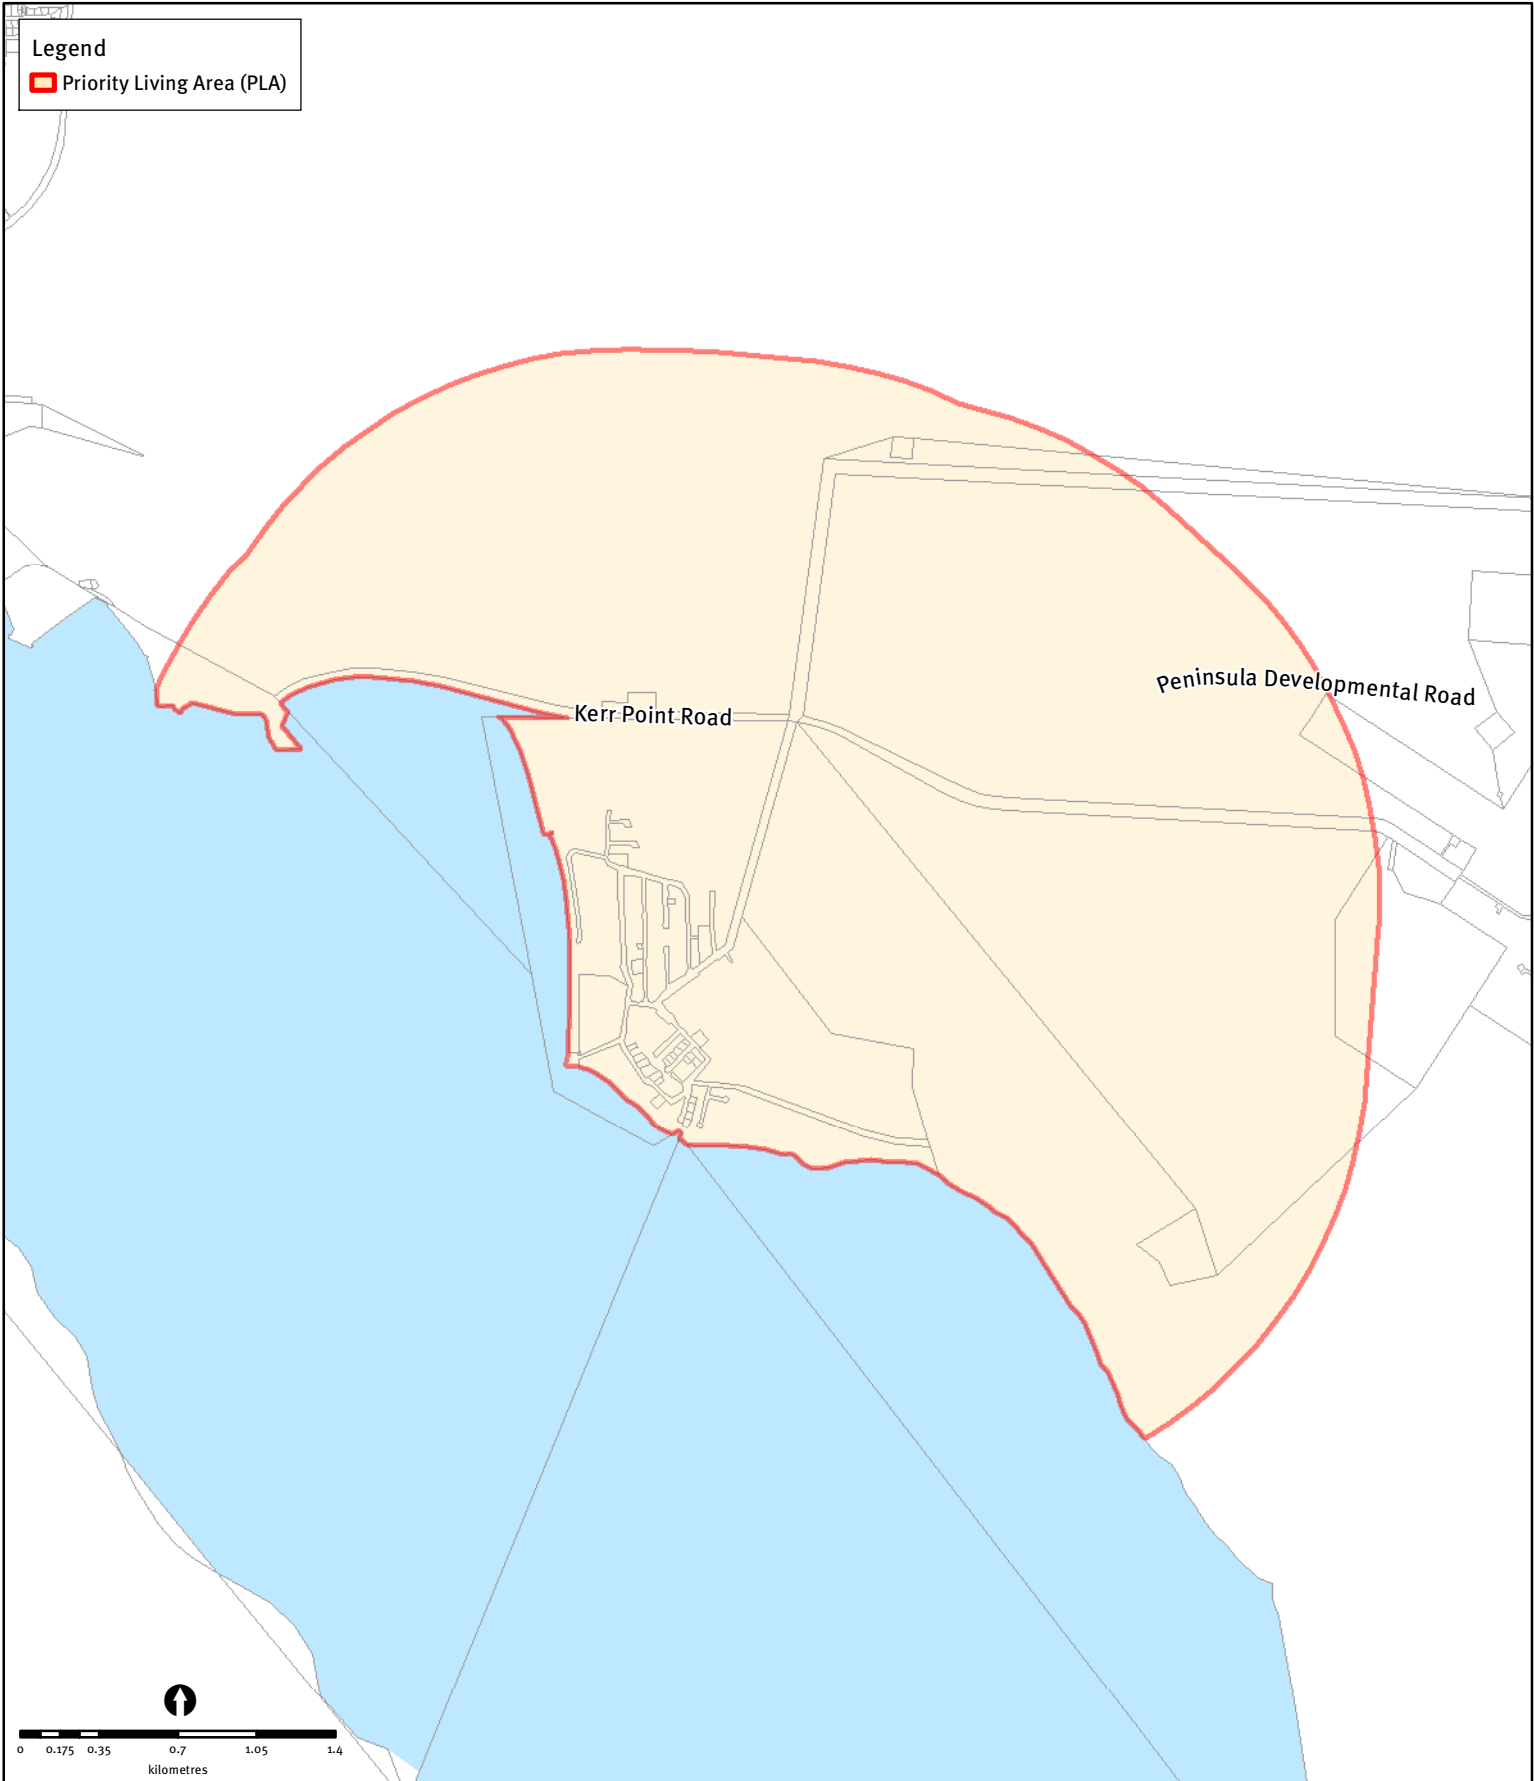 Legend
Priority Living Area (PLA)
Peninsula Developmental Road
Kerr Point Road
0 0.175 0.35 0.7 1.05 1.4
kilometres